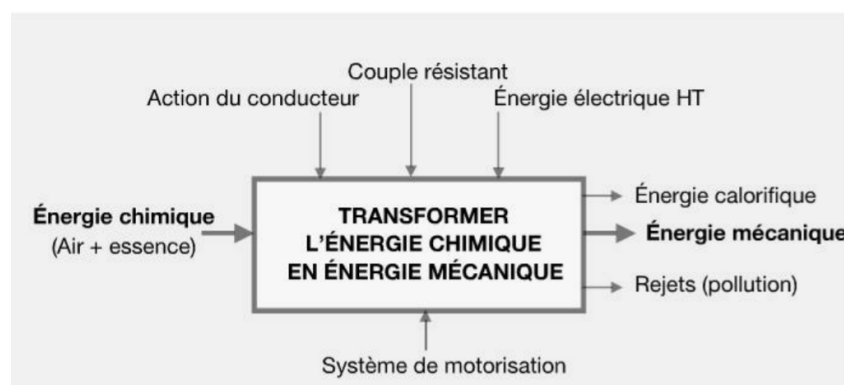 Couple résistant
Action du conducteur
Énergie électrique HT
Énergie chimique
(Air + essence)
TRANSFORMER
L’ÉNERGIE CHIMIQUE
EN ÉNERGIE MÉCANIQUE
Énergie calorifique
Énergie mécanique
Rejets (pollution)
Système de motorisation